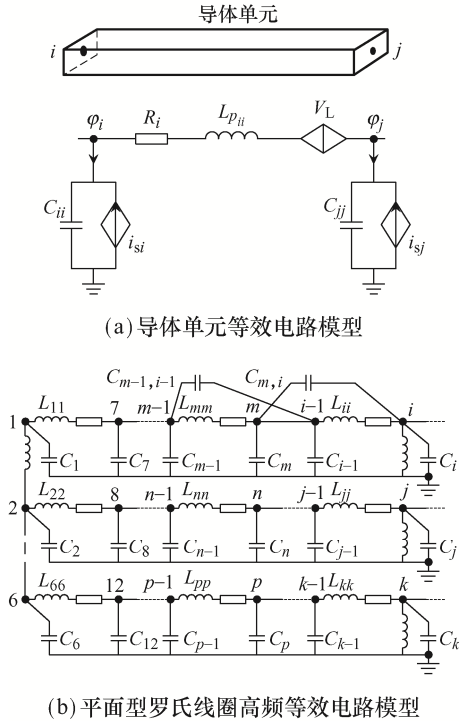 导体单元
i j
φi Ri Lpii VL φj
Cii isi Cjj isj
(a)导体单元等效电路模型
Cm-1,i-1 Cm,i
1 L11 7 m-1 Lmm m i-1 Lii i
C1 C7 Cm-1 Cm Ci-1 Ci
2 L22 8 n-1 Lnn n j-1 Ljj j
C2 C8 Cn-1 Cn Cj-1 Cj
6 L66 12 p-1 Lpp p k-1 Lkk k
C6 C12 Cp-1 Cp Ck-1 Ck
(b)平面型罗氏线圈高频等效电路模型